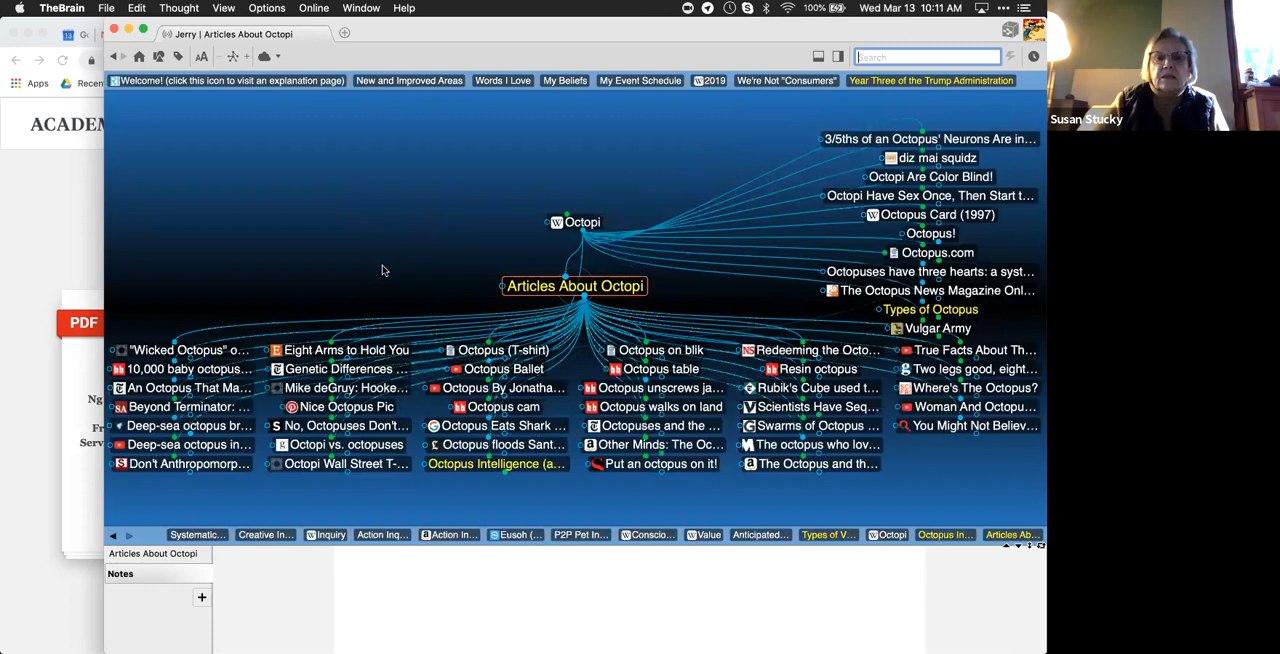 TheBrain File Edit Thought View Options Online Window Help 100% Wed Mar 13 10:11 AM
Jerry | Articles About Octopi
Search
Apps Recen
Welcome! (click this icon to visit an explanation page) New and Improved Areas Words I Love My Beliefs My Event Schedule 2019 We're Not "Consumers" Year Three of the Trump Administration
ACADEM
Susan Stucky
3/5ths of an Octopus' Neurons Are in...
diz mai squidz
Octopi Are Color Blind!
Octopi Have Sex Once, Then Start t...
Octopus Card (1997)
Octopus!
Octopus.com
Octopuses have three hearts: a syst...
The Octopus News Magazine Onl...
Types of Octopus
Vulgar Army
Octopi
Articles About Octopi
PDF
"Wicked Octopus" o...
10,000 baby octopus...
An Octopus That Ma...
Beyond Terminator: ...
Deep-sea octopus br...
Deep-sea octopus in...
Don't Anthropomorp...
Eight Arms to Hold You
Genetic Differences ...
Mike deGruy: Hooke...
Nice Octopus Pic
No, Octopuses Don't...
Octopi vs. octopuses
Octopi Wall Street T-...
Octopus (T-shirt)
Octopus Ballet
Octopus By Jonatha...
Octopus cam
Octopus Eats Shark ...
Octopus floods Sant...
Octopus Intelligence (a...
Octopus on blik
Octopus table
Octopus unscrews ja...
Octopus walks on land
Octopuses and the ...
Other Minds: The Oc...
Put an octopus on it!
Redeeming the Octo...
Resin octopus
Rubik's Cube used t...
Scientists Have Seq...
Swarms of Octopus ...
The octopus who lov...
The Octopus and th...
True Facts About Th...
Two legs good, eight...
Where's The Octopus?
Woman And Octopu...
You Might Not Believ...
Ng
Fr
Serv
Systematic... Creative In... Inquiry Action Inq... Action In... Eusoh (... P2P Pet In... Conscio... Value Anticipated... Types of V... Octopi Octopus In... Articles Ab...
Articles About Octopi
Notes